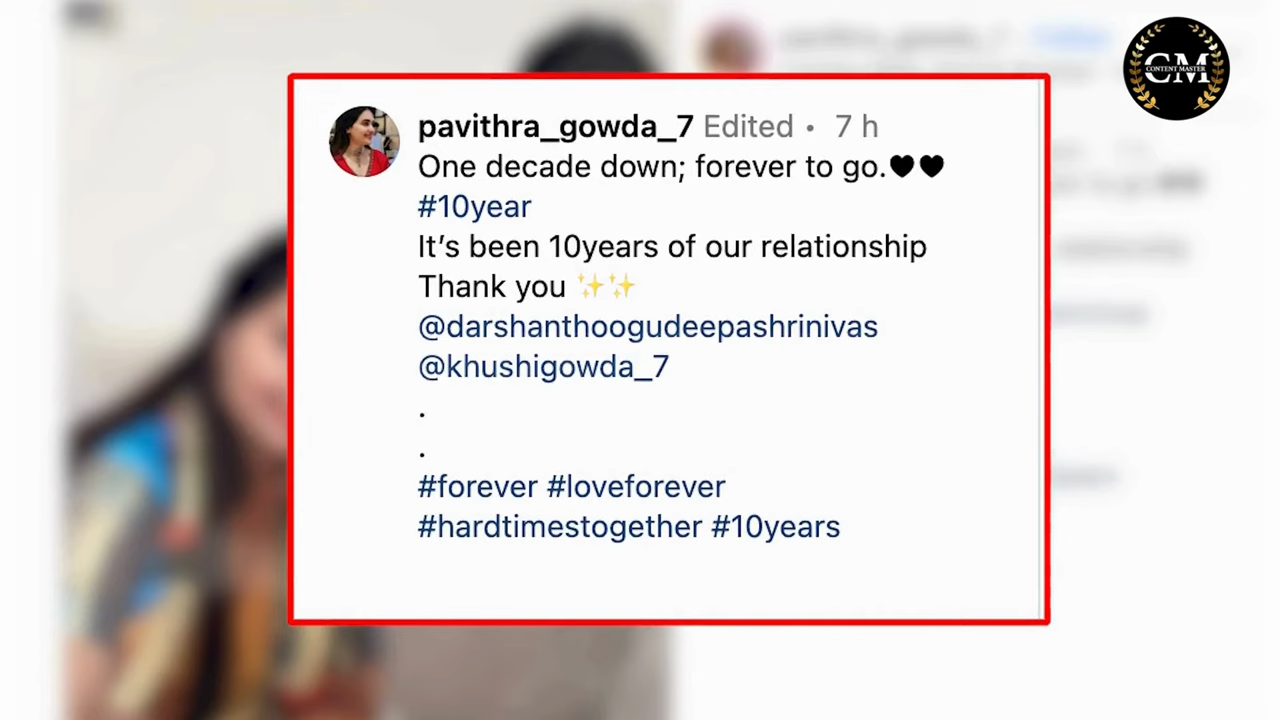 pavithra_gowda_7 Edited • 7 h
One decade down; forever to go.🖤🖤
#10year
It’s been 10years of our relationship
Thank you ✨✨
@darshanthoogudeepashrinivas
@khushigowda_7
.
.
#forever #loveforever
#hardtimestogether #10years
CM
CONTENT MASTER